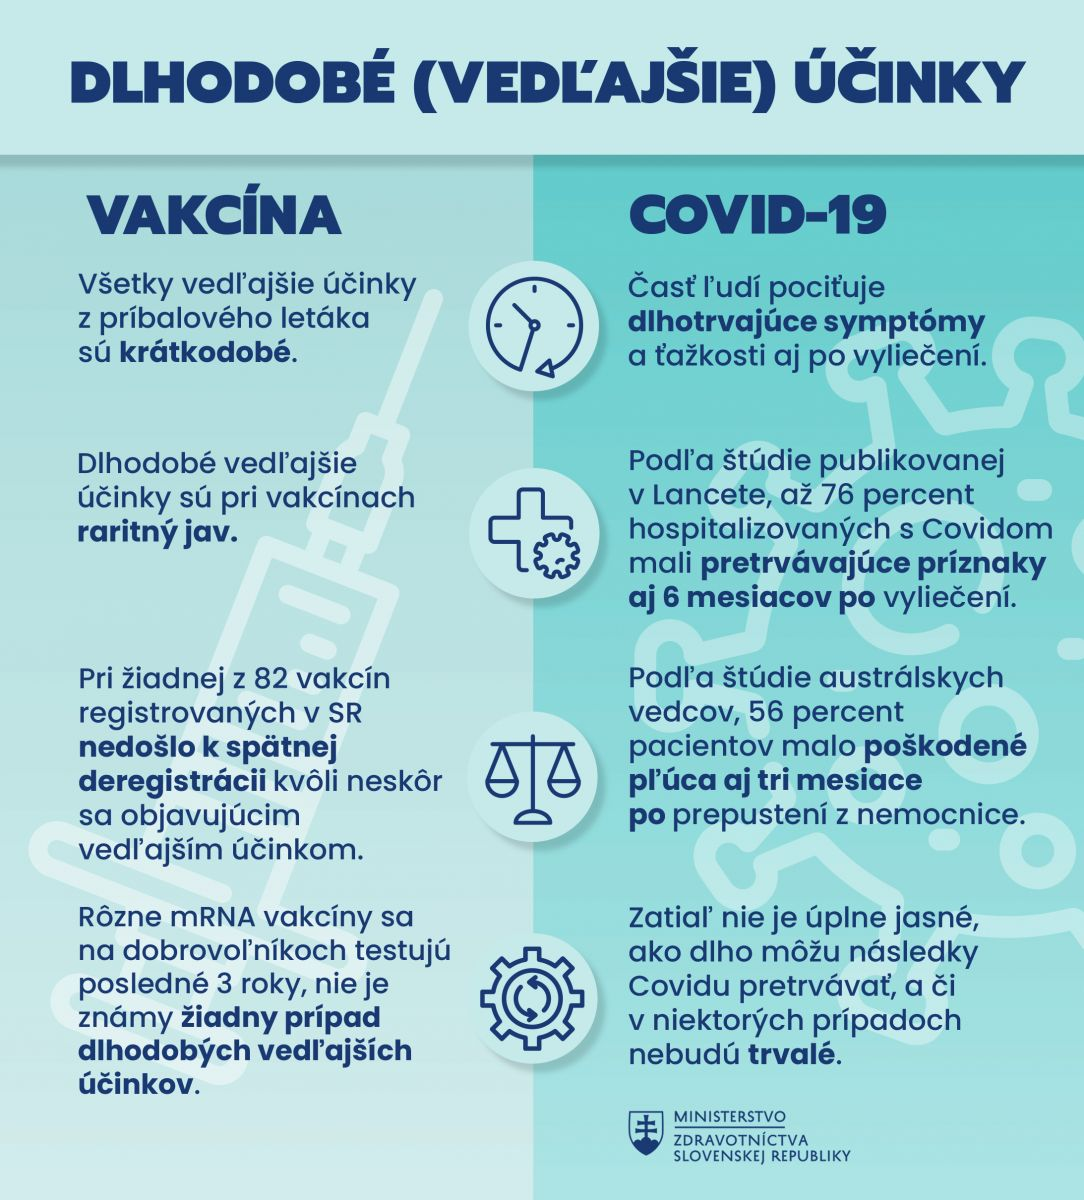 DLHODOBÉ (VEDĽAJŠIE) ÚČINKY
VAKCÍNA
Všetky vedľajšie účinky
z príbalového letáka
sú krátkodobé.
Dlhodobé vedľajšie
účinky sú pri vakcínach
raritný jav.
Pri žiadnej z 82 vakcín
registrovaných v SR
nedošlo k spätnej
deregistrácii kvôli neskôr
sa objavujúcim
vedľajším účinkom.
Rôzne mRNA vakcíny sa
na dobrovoľníkoch testujú
posledné 3 roky, nie je
známy žiadny prípad
dlhodobých vedľajších
účinkov.
COVID-19
Časť ľudí pociťuje
dlhotrvajúce symptómy
a ťažkosti aj po vyliečení.
Podľa štúdie publikovanej
v Lancete, až 76 percent
hospitalizovaných s Covidom
mali pretrvávajúce príznaky
aj 6 mesiacov po vyliečení.
Podľa štúdie austrálskych
vedcov, 56 percent
pacientov malo poškodené
pľúca aj tri mesiace
po prepustení z nemocnice.
Zatiaľ nie je úplne jasné,
ako dlho môžu následky
Covidu pretrvávať, a či
v niektorých prípadoch
nebudú trvalé.
MINISTERSTVO
ZDRAVOTNÍCTVA
SLOVENSKEJ REPUBLIKY